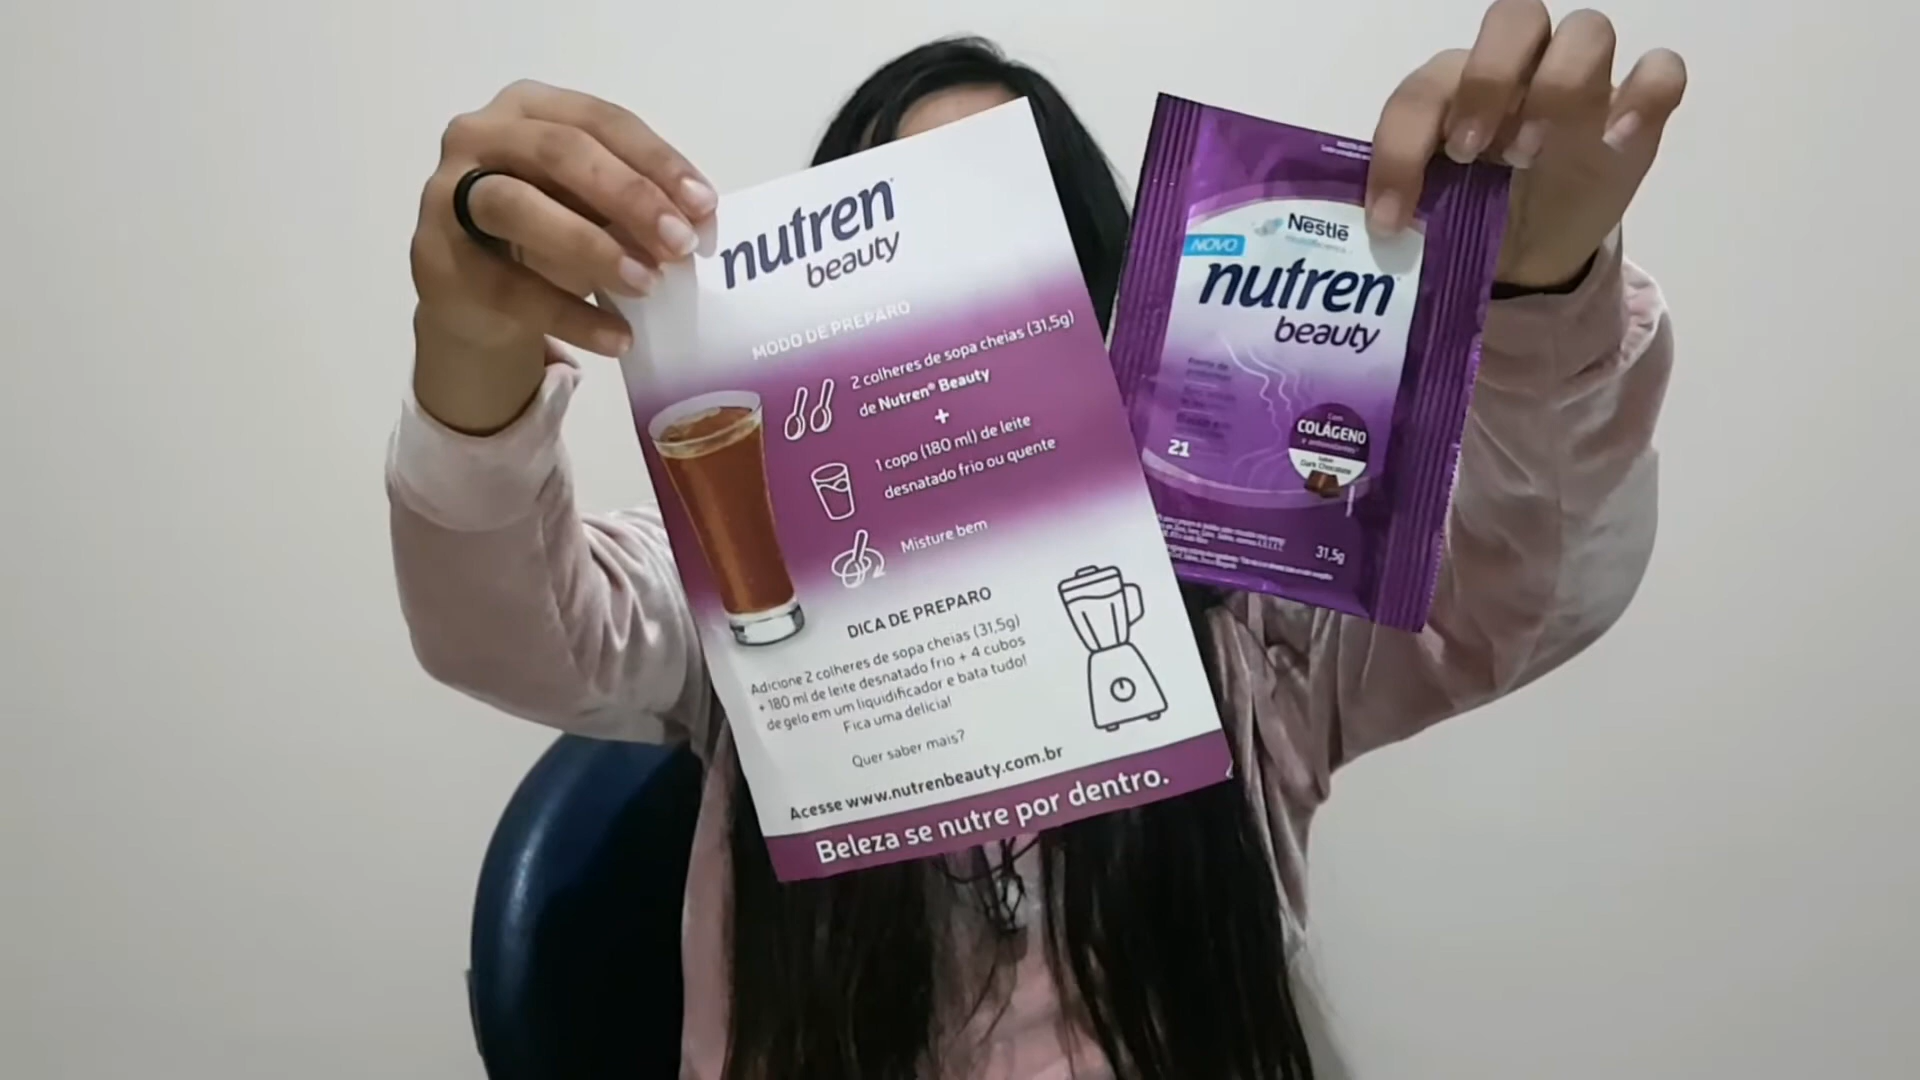 nutren
beauty
MODO DE PREPARO
2 colheres de sopa cheias (31,5g)
de Nutren® Beauty
+
1 copo (180 ml) de leite
desnatado frio ou quente
Misture bem
DICA DE PREPARO
Adicione 2 colheres de sopa cheias (31,5g)
+ 180 ml de leite desnatado frio + 4 cubos
de gelo em um liquidificador e bata tudo!
Fica uma delícia!
Quer saber mais?
Acesse www.nutrenbeauty.com.br
Beleza se nutre por dentro.
Nestlé
NOVO
nutren
beauty
Com
COLÁGENO
e antioxidantes
Sabor
Dark Chocolate
21
31,5g